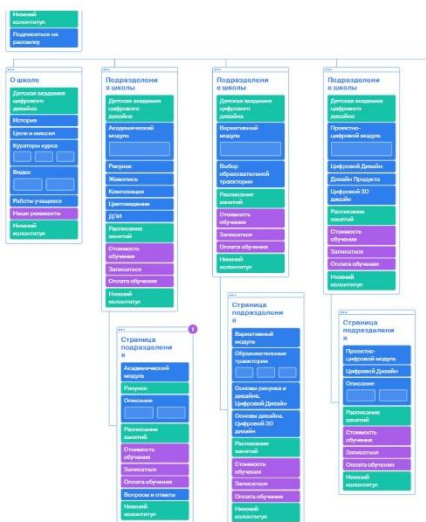 Нижний
колонтитул
Подписаться на
рассылку
О школе
Детская академия
цифрового
дизайна
История
Цели и миссия
Кураторы курса
Видео
Работы учащихся
Наши реквизиты
Нижний
колонтитул
Подразделени
я школы
Детская академия
цифрового
дизайна
Академический
модуль
Рисунок
Живопись
Композиция
Цветоведение
ДПИ
Расписание
занятий
Стоимость
обучения
Записаться
Оплата обучения
Нижний
колонтитул
Страница
подразделени
я
Академический
модуль
Рисунок
Описание
Расписание
занятий
Стоимость
обучения
Записаться
Оплата обучения
Вопросы и ответы
Нижний
колонтитул
Подразделени
я школы
Детская академия
цифрового
дизайна
Вариативный
модуль
Выбор
образовательной
траектории
Расписание
занятий
Стоимость
обучения
Записаться
Оплата обучения
Нижний
колонтитул
Страница
подразделени
я
Вариативный
модуль
Образовательные
траектории
Основы рисунка в
дизайне.
Цифровой Дизайн
Основы дизайна.
Цифровой 3D
дизайн
Расписание
занятий
Стоимость
обучения
Записаться
Оплата обучения
Нижний
колонтитул
Подразделени
я школы
Детская академия
цифрового
дизайна
Проектно-
цифровой модуль
Цифровой Дизайн
Дизайн Продукта
Цифровой 3D
дизайн
Расписание
занятий
Стоимость
обучения
Записаться
Оплата обучения
Нижний
колонтитул
Страница
подразделени
я
Проектно-
цифровой модуль
Цифровой Дизайн
Описание
Расписание
занятий
Стоимость
обучения
Записаться
Оплата обучения
Нижний
колонтитул